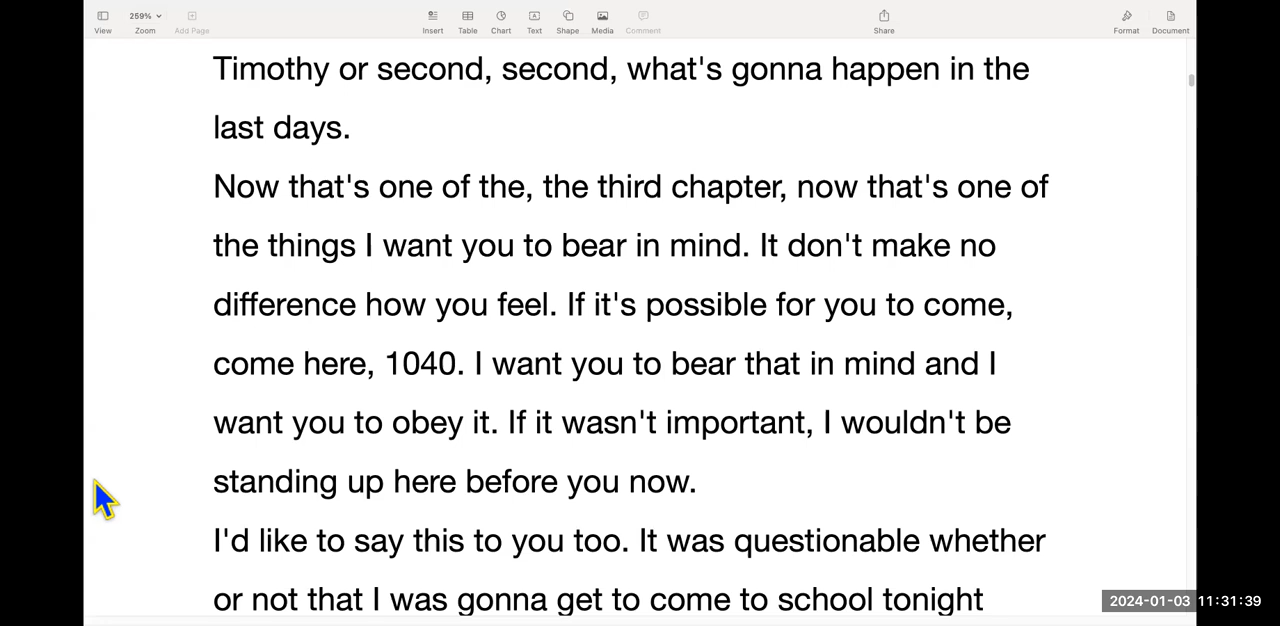 259%
View
Zoom
Add Page
Insert
Table
Chart
Text
Shape
Media
Comment
Share
Format
Document
Timothy or second, second, what's gonna happen in the
last days.
Now that's one of the, the third chapter, now that's one of
the things I want you to bear in mind. It don't make no
difference how you feel. If it's possible for you to come,
come here, 1040. I want you to bear that in mind and I
want you to obey it. If it wasn't important, I wouldn't be
standing up here before you now.
I'd like to say this to you too. It was questionable whether
or not that I was gonna get to come to school tonight
2024-01-03 11:31:39